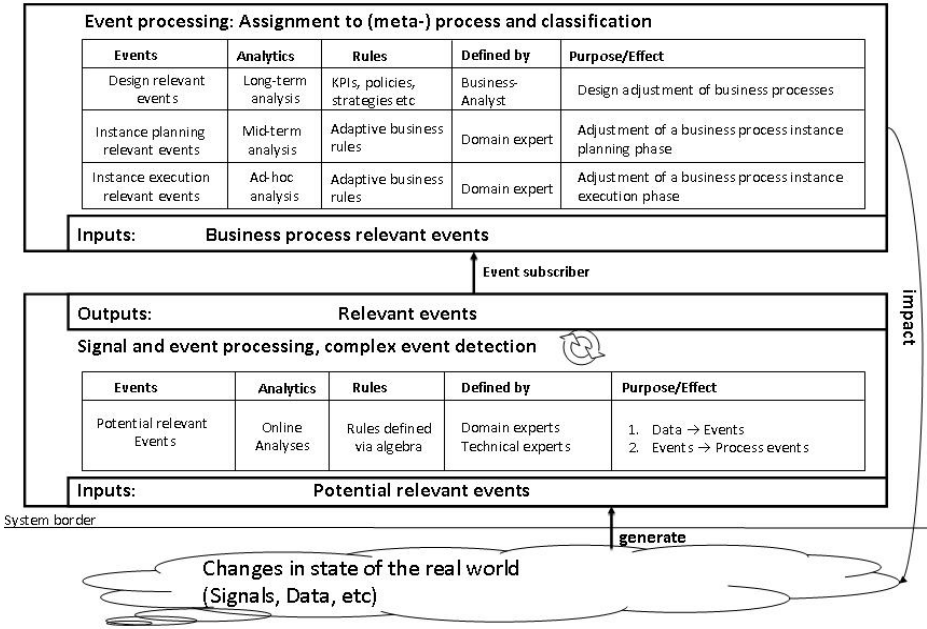 Event processing: Assignment to (meta-) process and classification
Events Analytics Rules Defined by Purpose/Effect
Design relevant events Long-term analysis KPIs, policies, strategies etc Business-Analyst Design adjustment of business processes
Instance planning relevant events Mid-term analysis Adaptive business rules Domain expert Adjustment of a business process instance planning phase
Instance execution relevant events Ad-hoc analysis Adaptive business rules Domain expert Adjustment of a business process instance execution phase
Inputs: Business process relevant events
Event subscriber
impact
Outputs: Relevant events
Signal and event processing, complex event detection
Events Analytics Rules Defined by Purpose/Effect
Potential relevant Events Online Analyses Rules defined via algebra Domain experts Technical experts 1. Data → Events 2. Events → Process events
Inputs: Potential relevant events
System border
generate
Changes in state of the real world
(Signals, Data, etc)